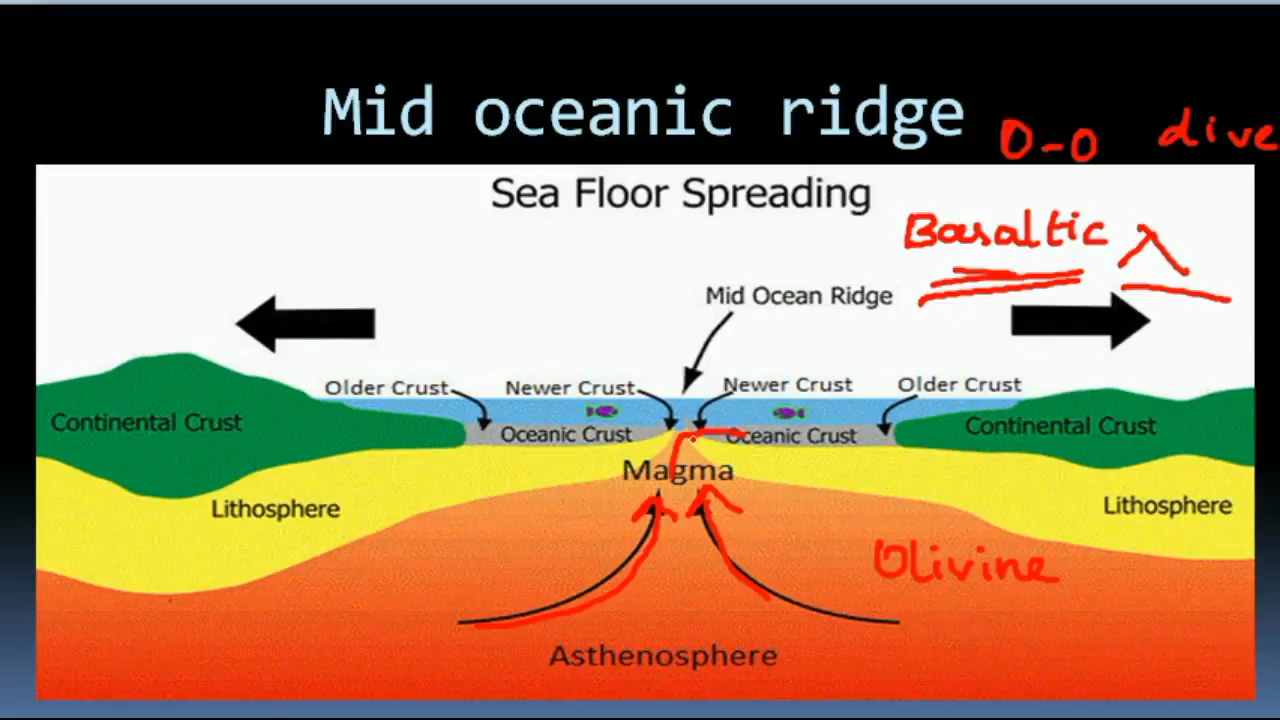 Mid oceanic ridge
O-O dive
Sea Floor Spreading
Basaltic
Mid Ocean Ridge
Older Crust Newer Crust Newer Crust Older Crust
Continental Crust Oceanic Crust Oceanic Crust Continental Crust
Magma
Lithosphere Lithosphere
Olivine
Asthenosphere